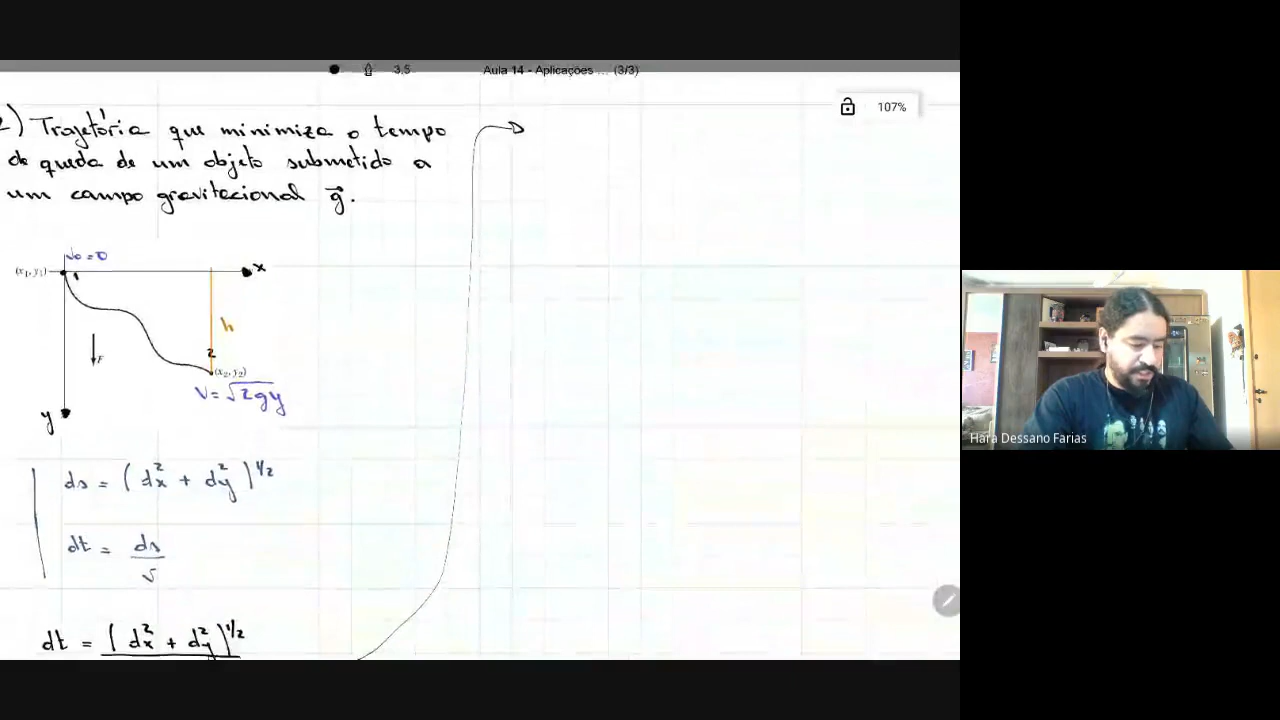 3.5 Aula 14 - Aplicações ... (3/3)
107%
2) Trajetória que minimiza o tempo
de queda de um objeto submetido a
um campo gravitacional g⃗.
v₀ = 0
(x₁, y₁) 1 x
h
F
2
(x₂, y₂)
v = √2gy
y
ds = (dx² + dy²)^1/2
dt = ds/v
dt = (dx² + dy²)^1/2
Hara Dessano Farias